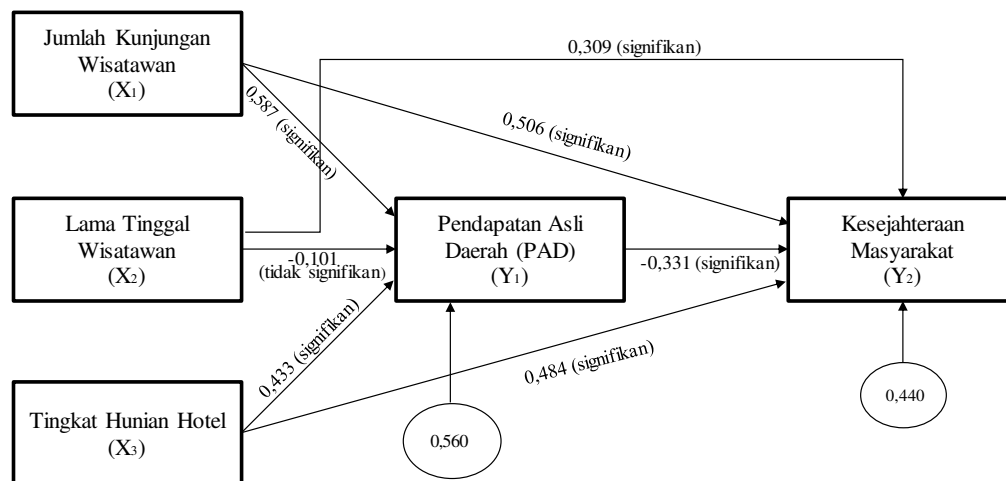 Jumlah Kunjungan
Wisatawan
(X1)
0,309 (signifikan)
0,587 (signifikan)
0,506 (signifikan)
Lama Tinggal
Wisatawan
(X2)
-0,101
(tidak signifikan)
Pendapatan Asli
Daerah (PAD)
(Y1)
-0,331 (signifikan)
Kesejahteraan
Masyarakat
(Y2)
0,433 (signifikan)
0,484 (signifikan)
Tingkat Hunian Hotel
(X3)
0,560
0,440